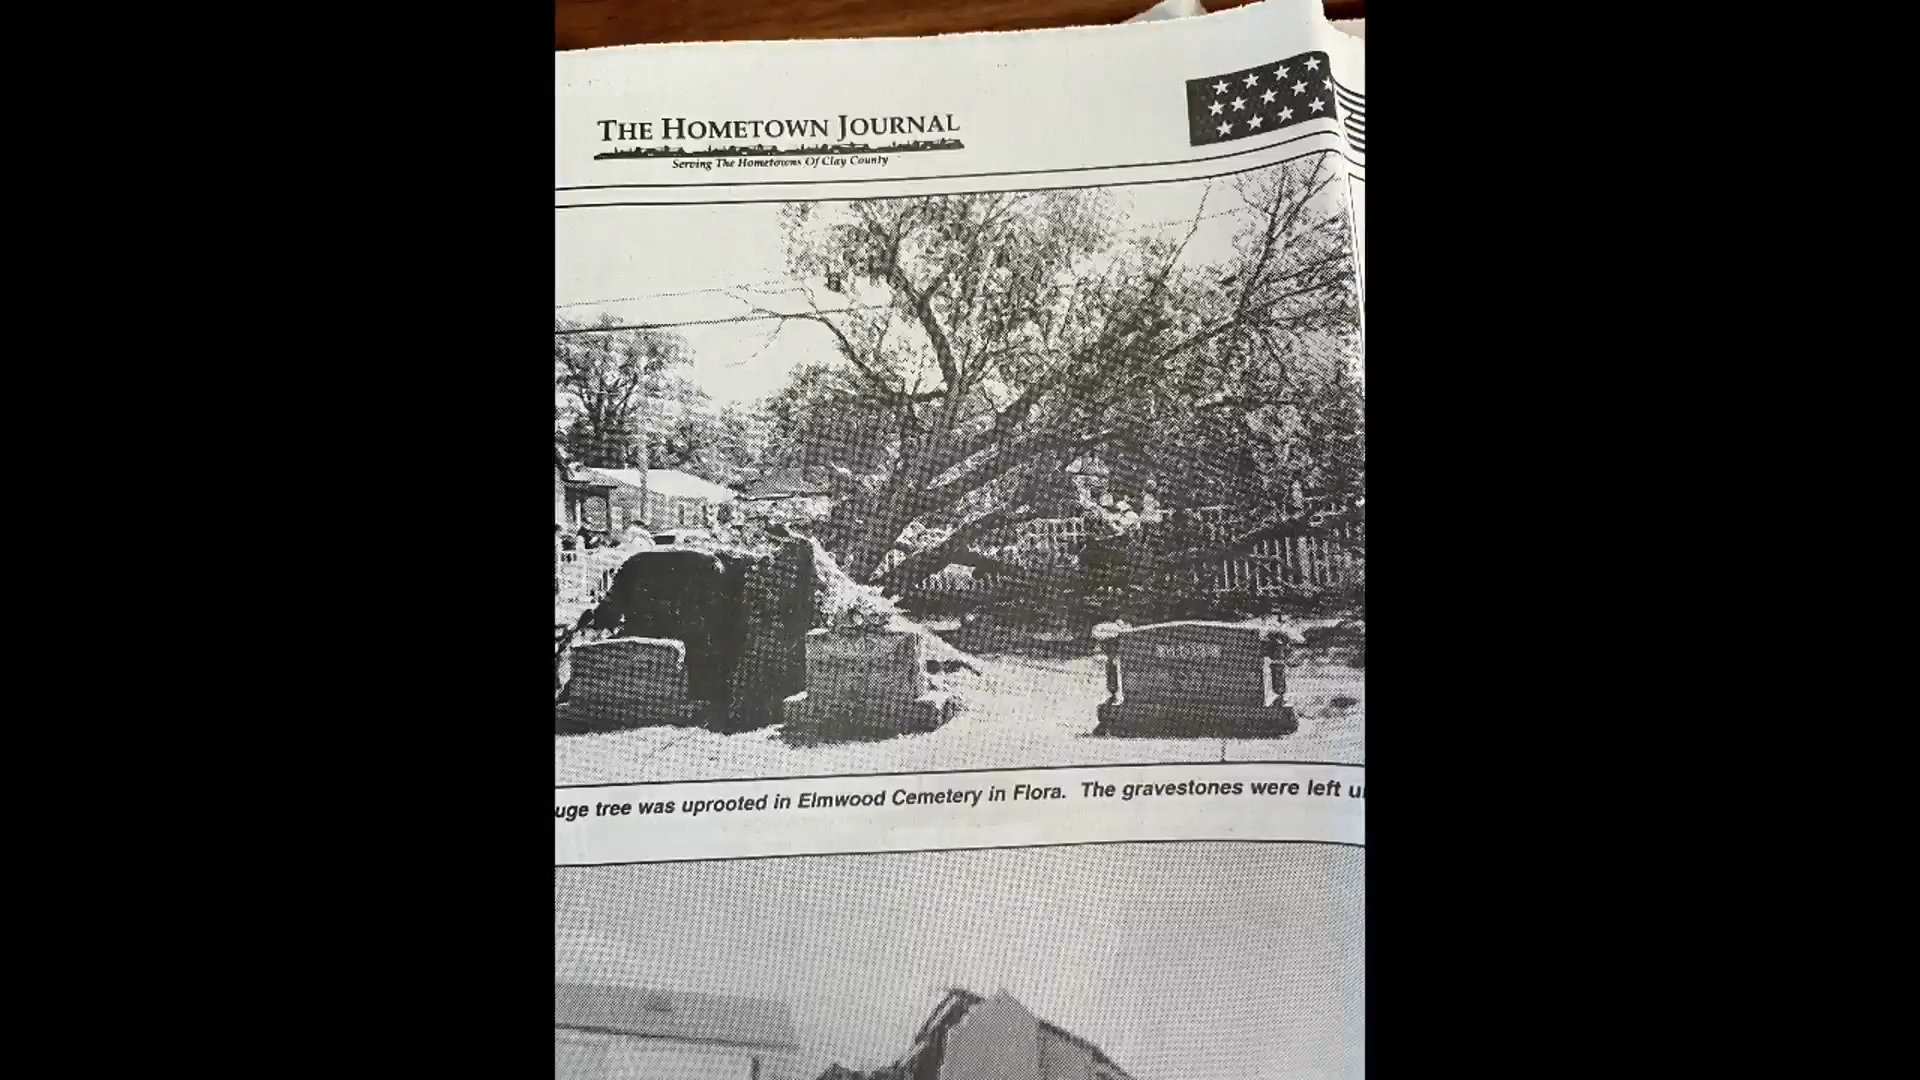 THE HOMETOWN JOURNAL
Serving The Hometowns Of Clay County
uge tree was uprooted in Elmwood Cemetery in Flora. The gravestones were left u